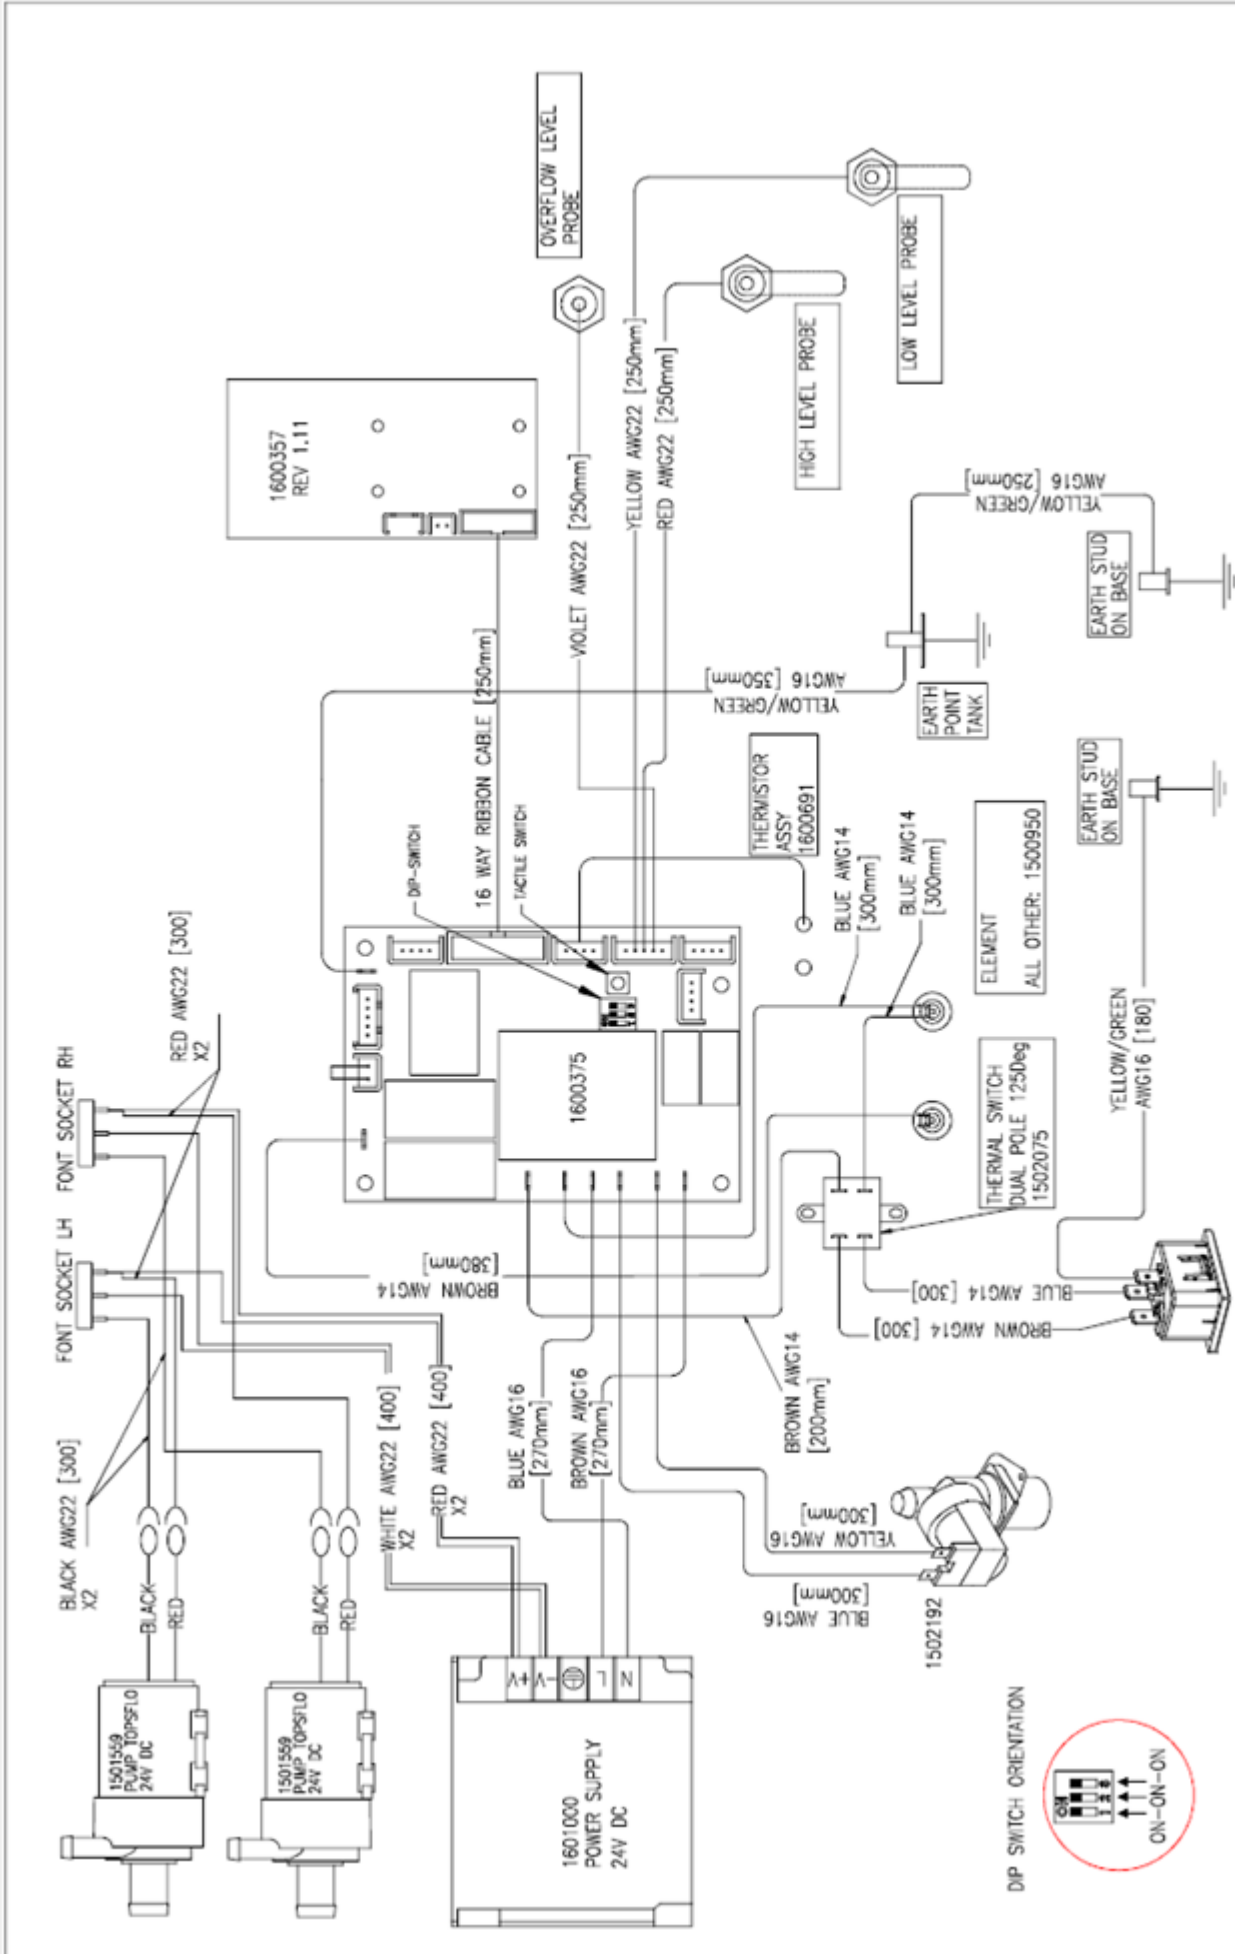 OVERFLOW LEVEL
PROBE
1600357
REV 1.11
LOW LEVEL PROBE
HIGH LEVEL PROBE
VIOLET AWG22 [250mm]
YELLOW AWG22 [250mm]
RED AWG22 [250mm]
16 WAY RIBBON CABLE [250mm]
YELLOW/GREEN
AWG16 [250mm]
EARTH STUD
ON BASE
YELLOW/GREEN
AWG16 [350mm]
EARTH
POINT
TANK
EARTH STUD
ON BASE
DIP-SWITCH
TACTILE SWITCH
THERMISTOR
ASSY
1600691
BLUE AWG14
[300mm]
BLUE AWG14
[300mm]
ELEMENT
ALL OTHER: 1500950
YELLOW/GREEN
AWG16 [180]
THERMAL SWITCH
DUAL POLE 125Deg
1502075
1600375
RED AWG22 [300]
X2
FONT SOCKET RH
FONT SOCKET LH
BROWN AWG14
[380mm]
BLUE AWG14 [300]
BROWN AWG14 [300]
BROWN AWG14
[200mm]
BLACK AWG22 [300]
X2
WHITE AWG22 [400]
X2
RED AWG22 [400]
X2
BLUE AWG16
[270mm]
BROWN AWG16
[270mm]
YELLOW AWG16
[300mm]
BLUE AWG16
[300mm]
1502192
BLACK
RED
BLACK
RED
1501559
PUMP TOPSFLO
24V DC
1501559
PUMP TOPSFLO
24V DC
V+
V-
L
N
1601000
POWER SUPPLY
24V DC
DIP SWITCH ORIENTATION
ON
1 2 3
ON-ON-ON